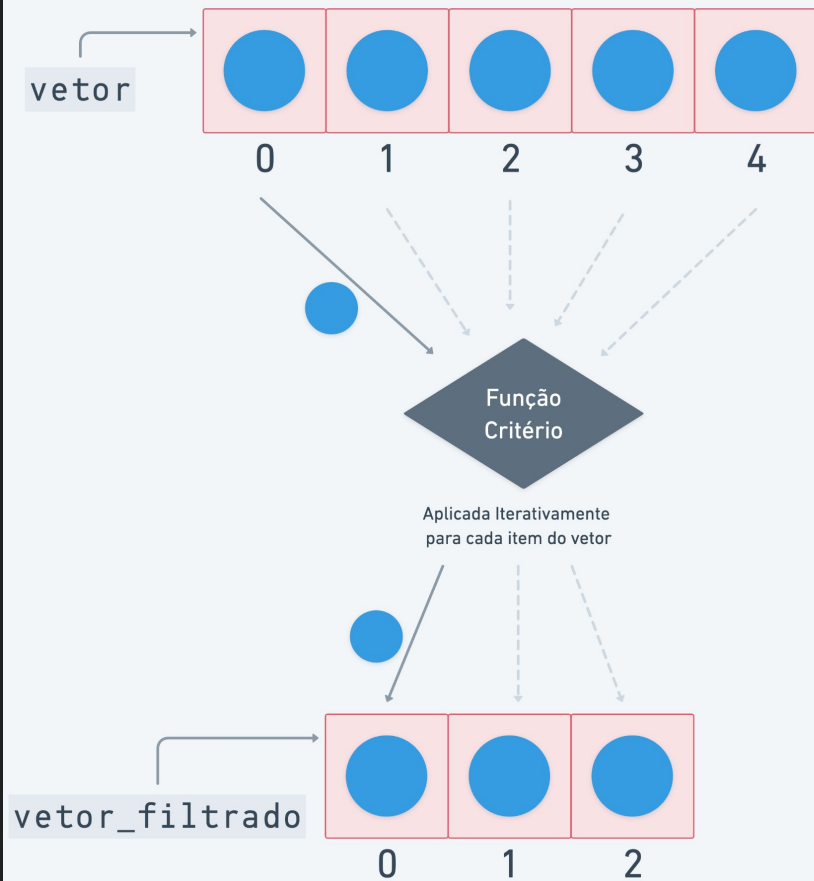 vetor
0 1 2 3 4
Função
Critério
Aplicada Iterativamente
para cada item do vetor
vetor_filtrado
0 1 2